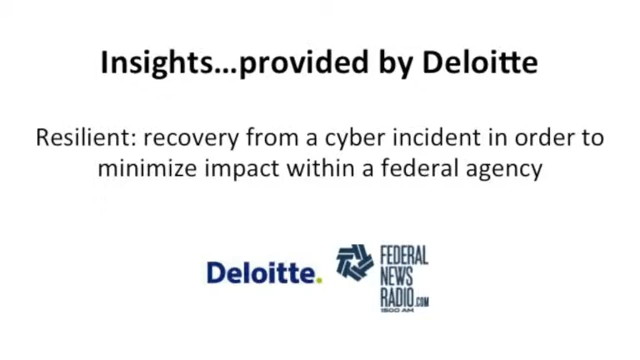 Insights...provided by Deloitte
Resilient: recovery from a cyber incident in order to
minimize impact within a federal agency
Deloitte.
FEDERAL
NEWS
RADIO.COM
1500 AM